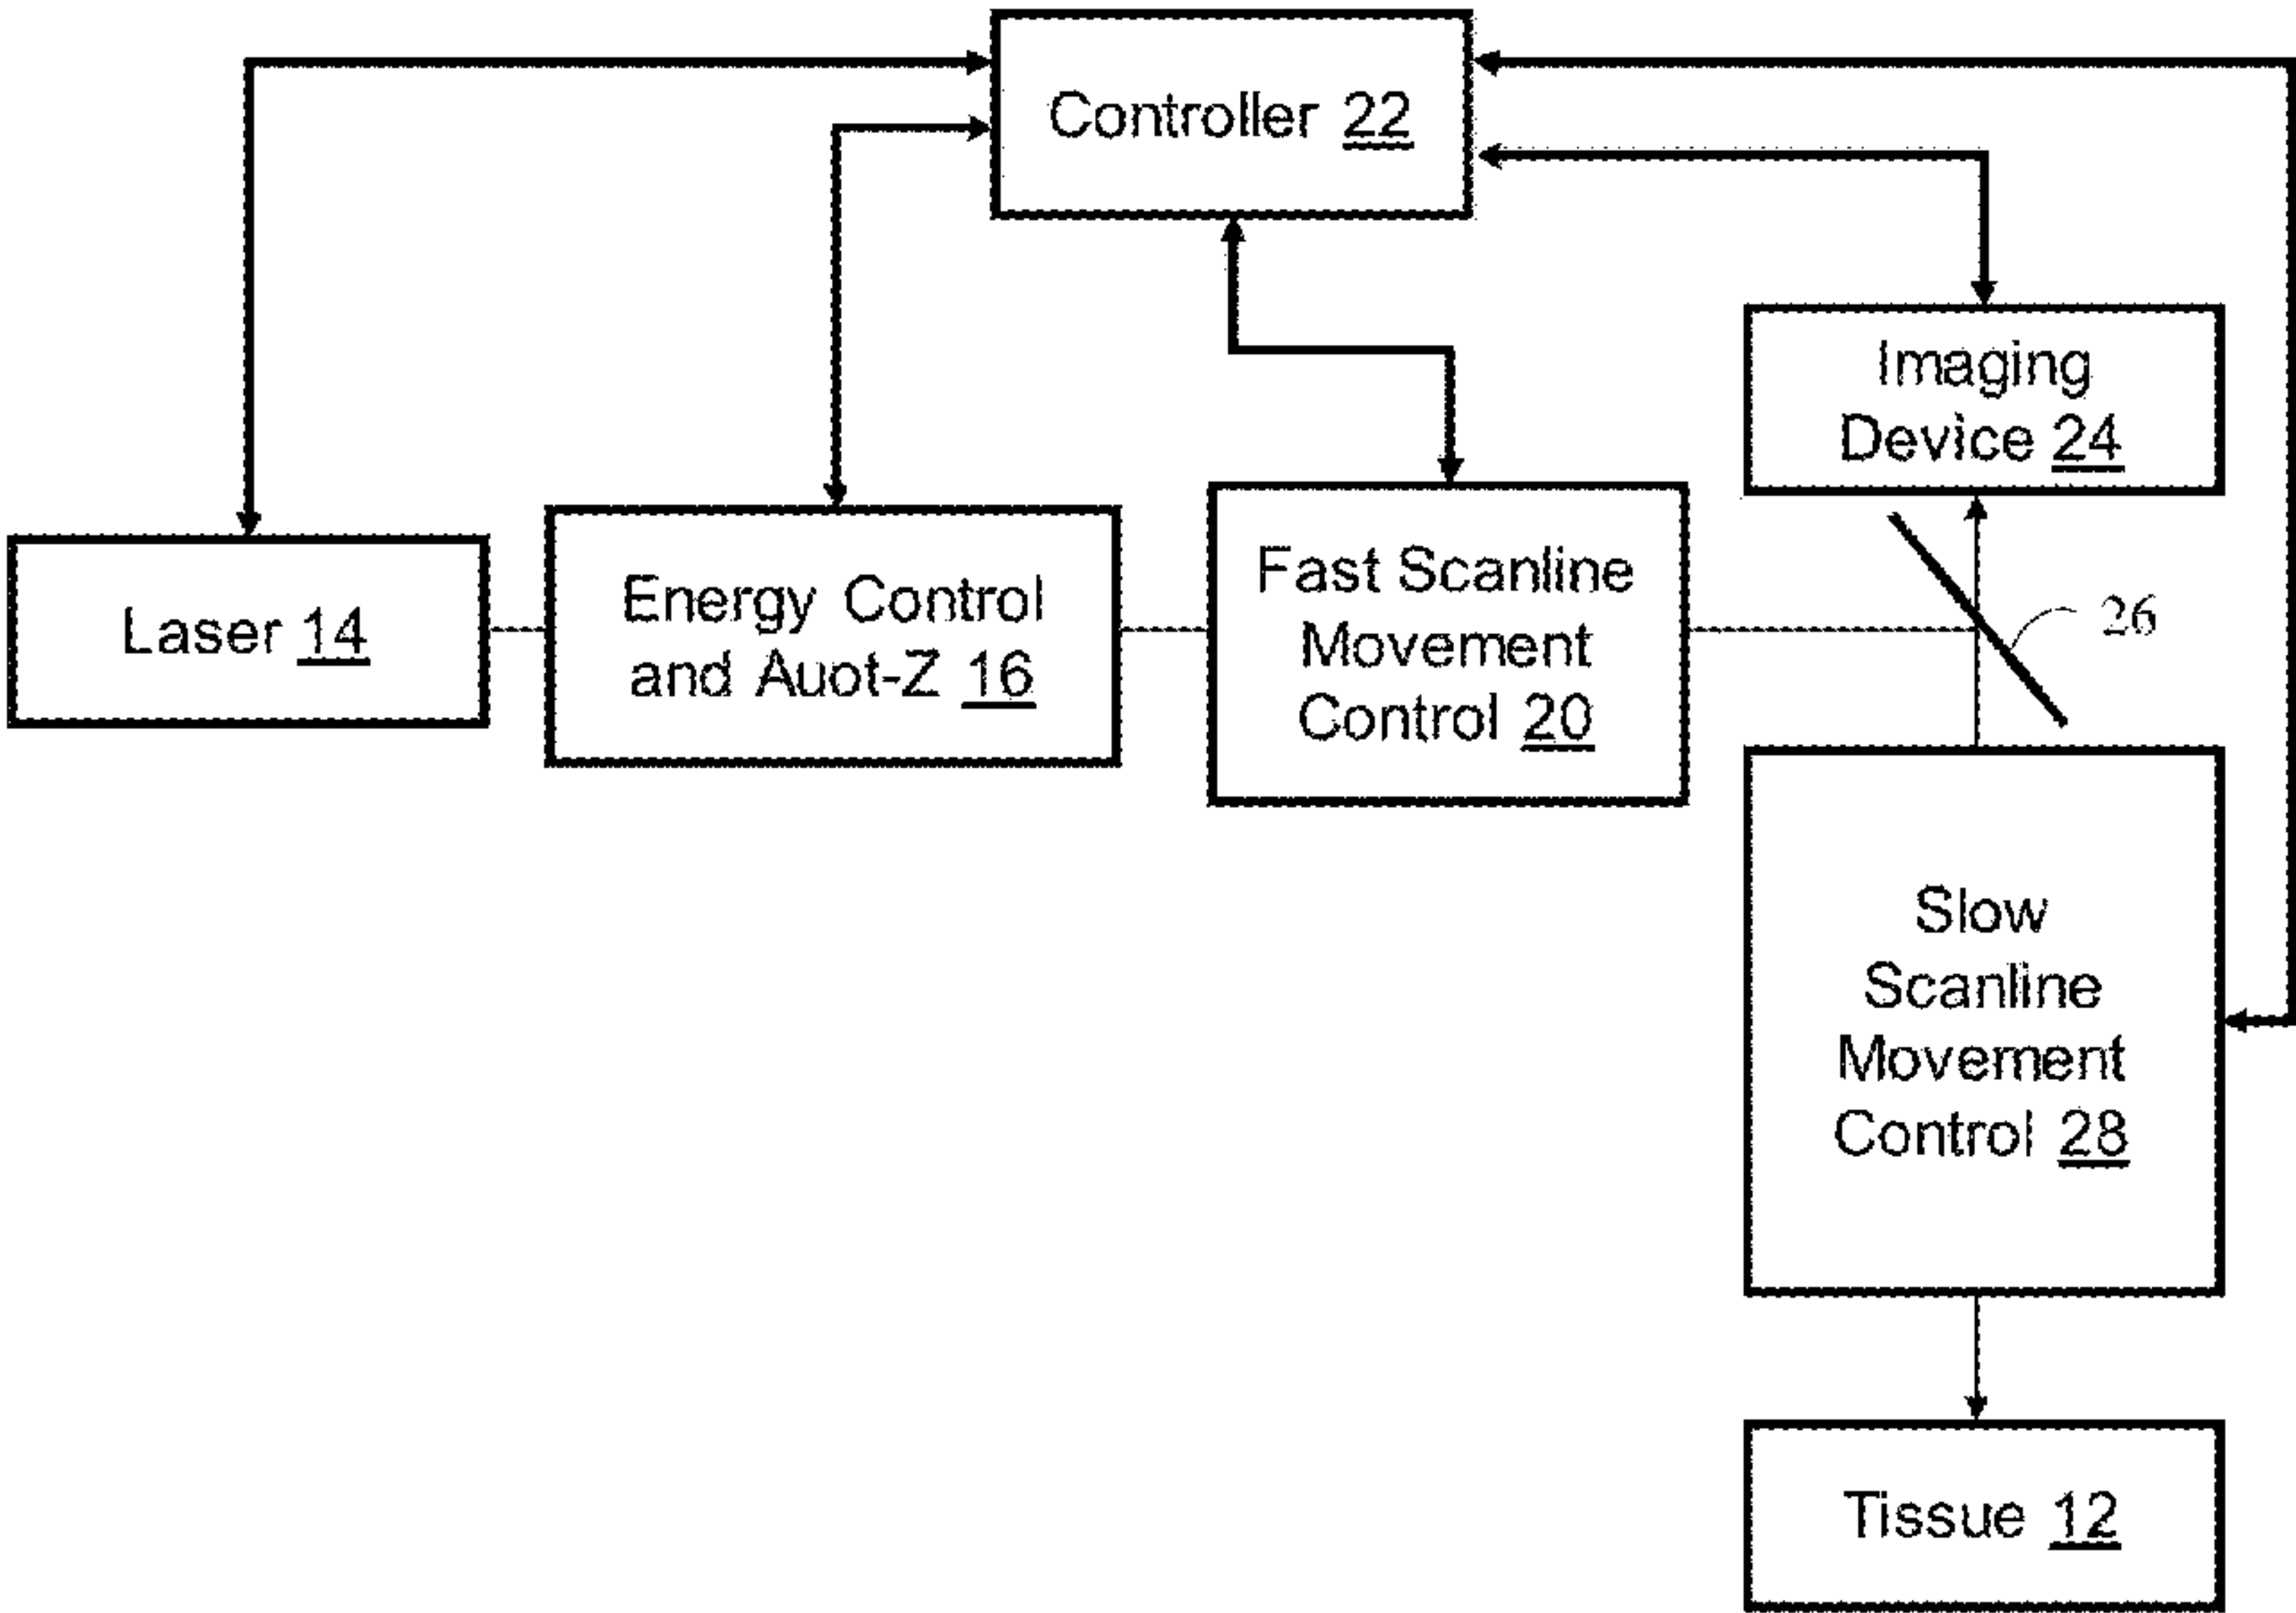 Controller 22
Imaging
Device 24
Laser 14
Energy Control
and Auot-Z 16
Fast Scanline
Movement
Control 20
26
Slow
Scanline
Movement
Control 28
Tissue 12